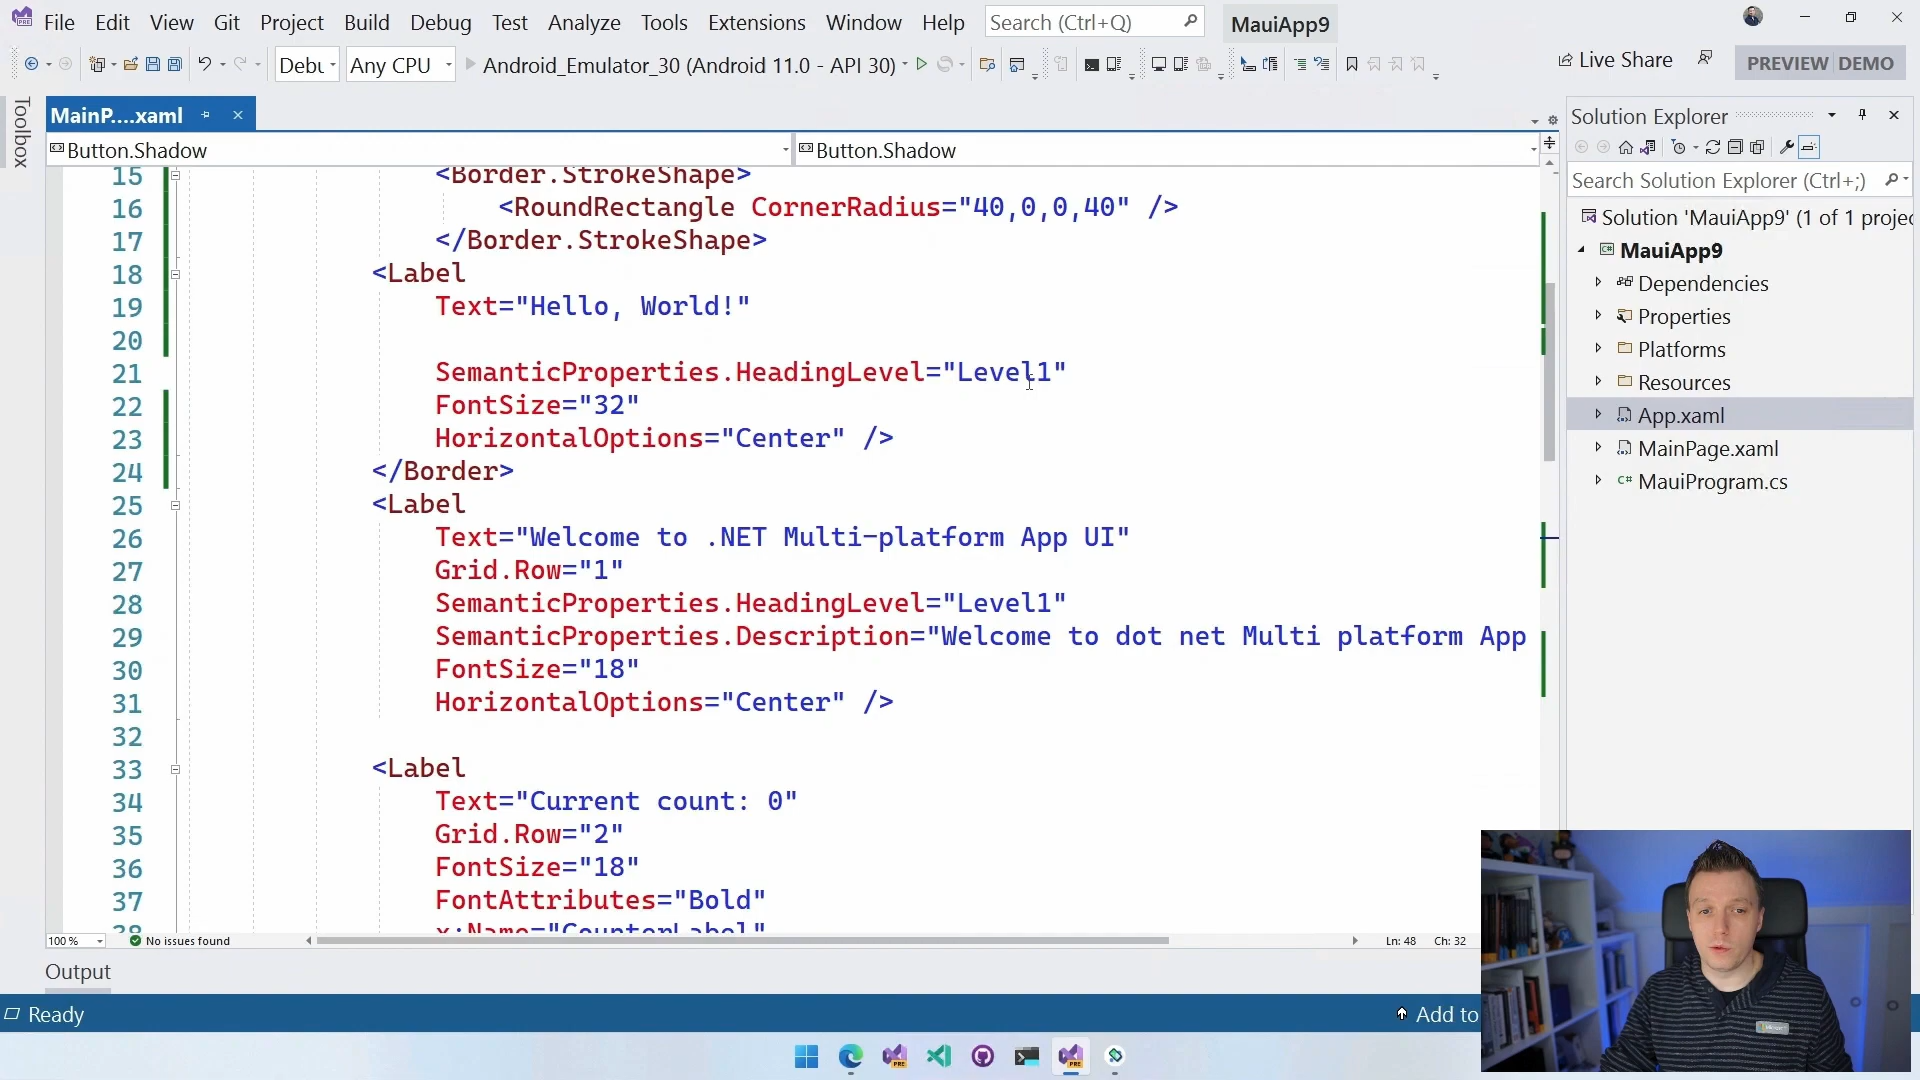 File Edit View Git Project Build Debug Test Analyze Tools Extensions Window Help Search (Ctrl+Q) MauiApp9
Debu Any CPU Android_Emulator_30 (Android 11.0 - API 30) Live Share PREVIEW DEMO
Toolbox
MainP....xaml
Button.Shadow Button.Shadow
15 <Border.StrokeShape>
16 <RoundRectangle CornerRadius="40,0,0,40" />
17 </Border.StrokeShape>
18 <Label
19 Text="Hello, World!"
20
21 SemanticProperties.HeadingLevel="Level1"
22 FontSize="32"
23 HorizontalOptions="Center" />
24 </Border>
25 <Label
26 Text="Welcome to .NET Multi-platform App UI"
27 Grid.Row="1"
28 SemanticProperties.HeadingLevel="Level1"
29 SemanticProperties.Description="Welcome to dot net Multi platform App
30 FontSize="18"
31 HorizontalOptions="Center" />
32
33 <Label
34 Text="Current count: 0"
35 Grid.Row="2"
36 FontSize="18"
37 FontAttributes="Bold"
38 x:Name="CounterLabel"
100 % No issues found Ln: 48 Ch: 32
Output
Ready Add to
Solution Explorer
Search Solution Explorer (Ctrl+;)
Solution 'MauiApp9' (1 of 1 projec
MauiApp9
Dependencies
Properties
Platforms
Resources
App.xaml
MainPage.xaml
MauiProgram.cs